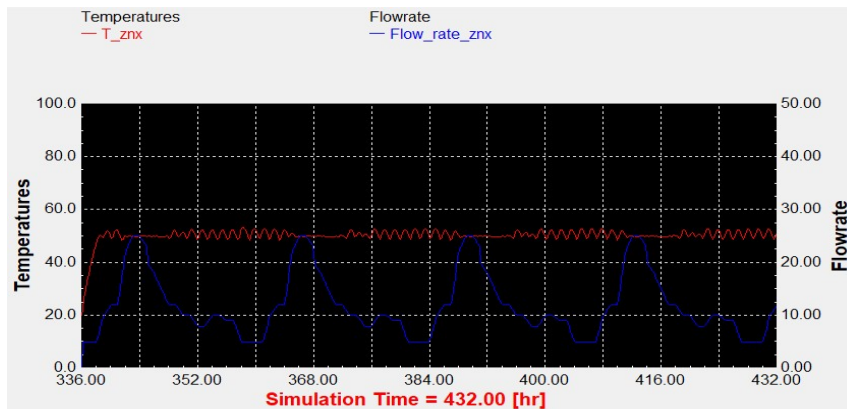 Temperatures Flowrate
— T_znx — Flow_rate_znx
100.0 50.00
80.0 40.00
60.0 30.00
40.0 20.00
20.0 10.00
0.0 0.00
Temperatures
Flowrate
336.00 352.00 368.00 384.00 400.00 416.00 432.00
Simulation Time = 432.00 [hr]